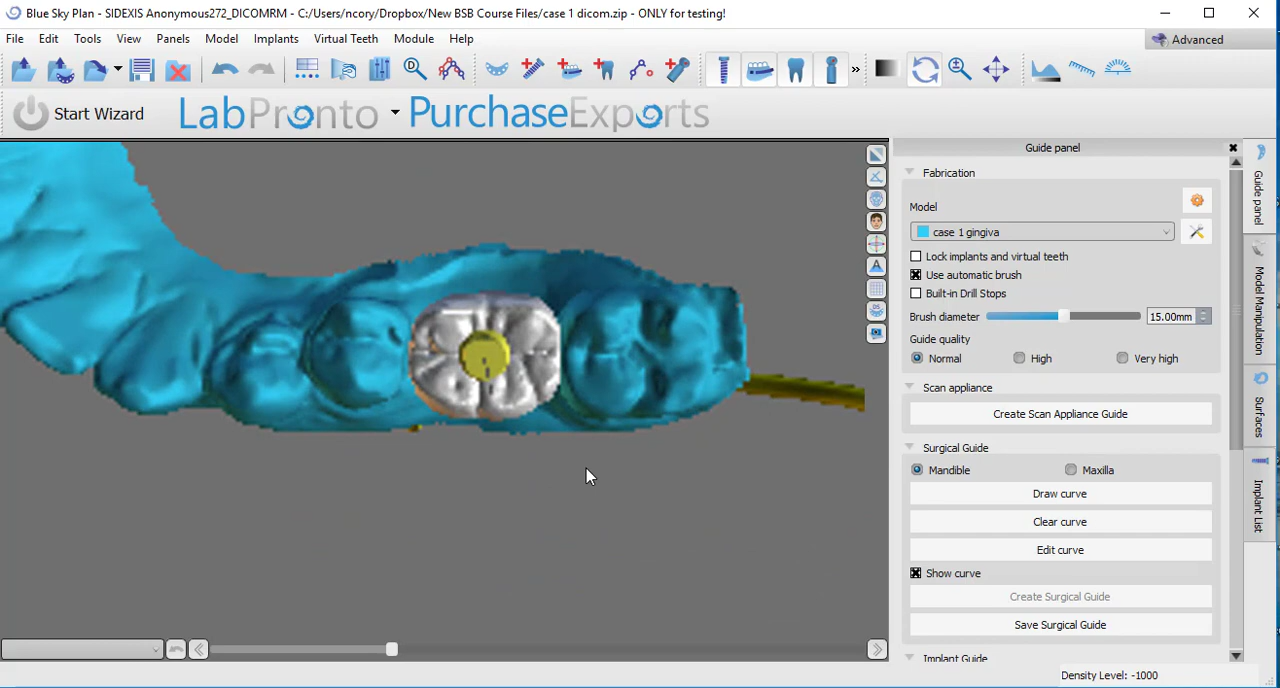 Blue Sky Plan - SIDEXIS Anonymous272_DICOMRM - C:/Users/ncory/Dropbox/New BSB Course Files/case 1 dicom.zip - ONLY for testing!
File Edit Tools View Panels Model Implants Virtual Teeth Module Help
Advanced
Start Wizard LabPronto PurchaseExports
Guide panel
Fabrication
Model
case 1 gingiva
Lock implants and virtual teeth
Use automatic brush
Built-in Drill Stops
Brush diameter 15.00mm
Guide quality
Normal High Very high
Scan appliance
Create Scan Appliance Guide
Surgical Guide
Mandible Maxilla
Draw curve
Clear curve
Edit curve
Show curve
Create Surgical Guide
Save Surgical Guide
Implant Guide
Guide panel
Model Manipulation
Surfaces
Implant List
Density Level: -1000